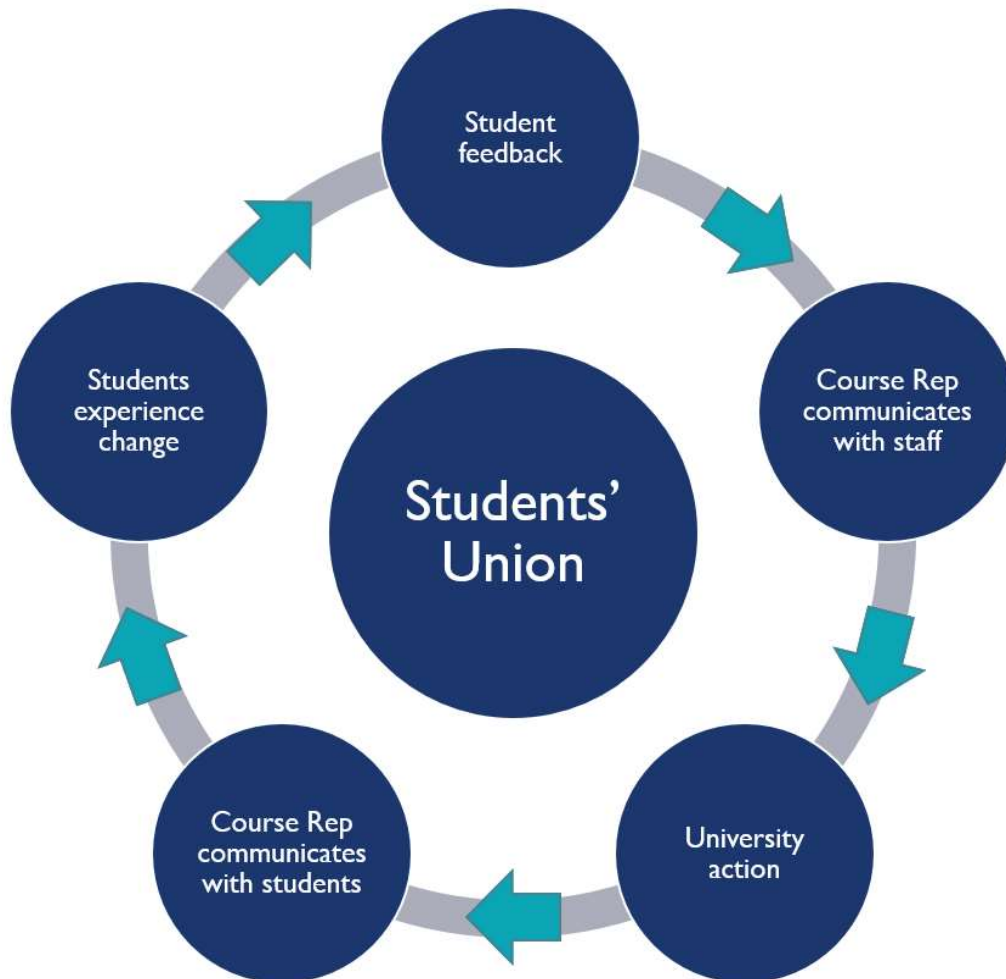 Student
feedback
Course Rep
communicates
with staff
University
action
Course Rep
communicates
with students
Students
experience
change
Students’
Union